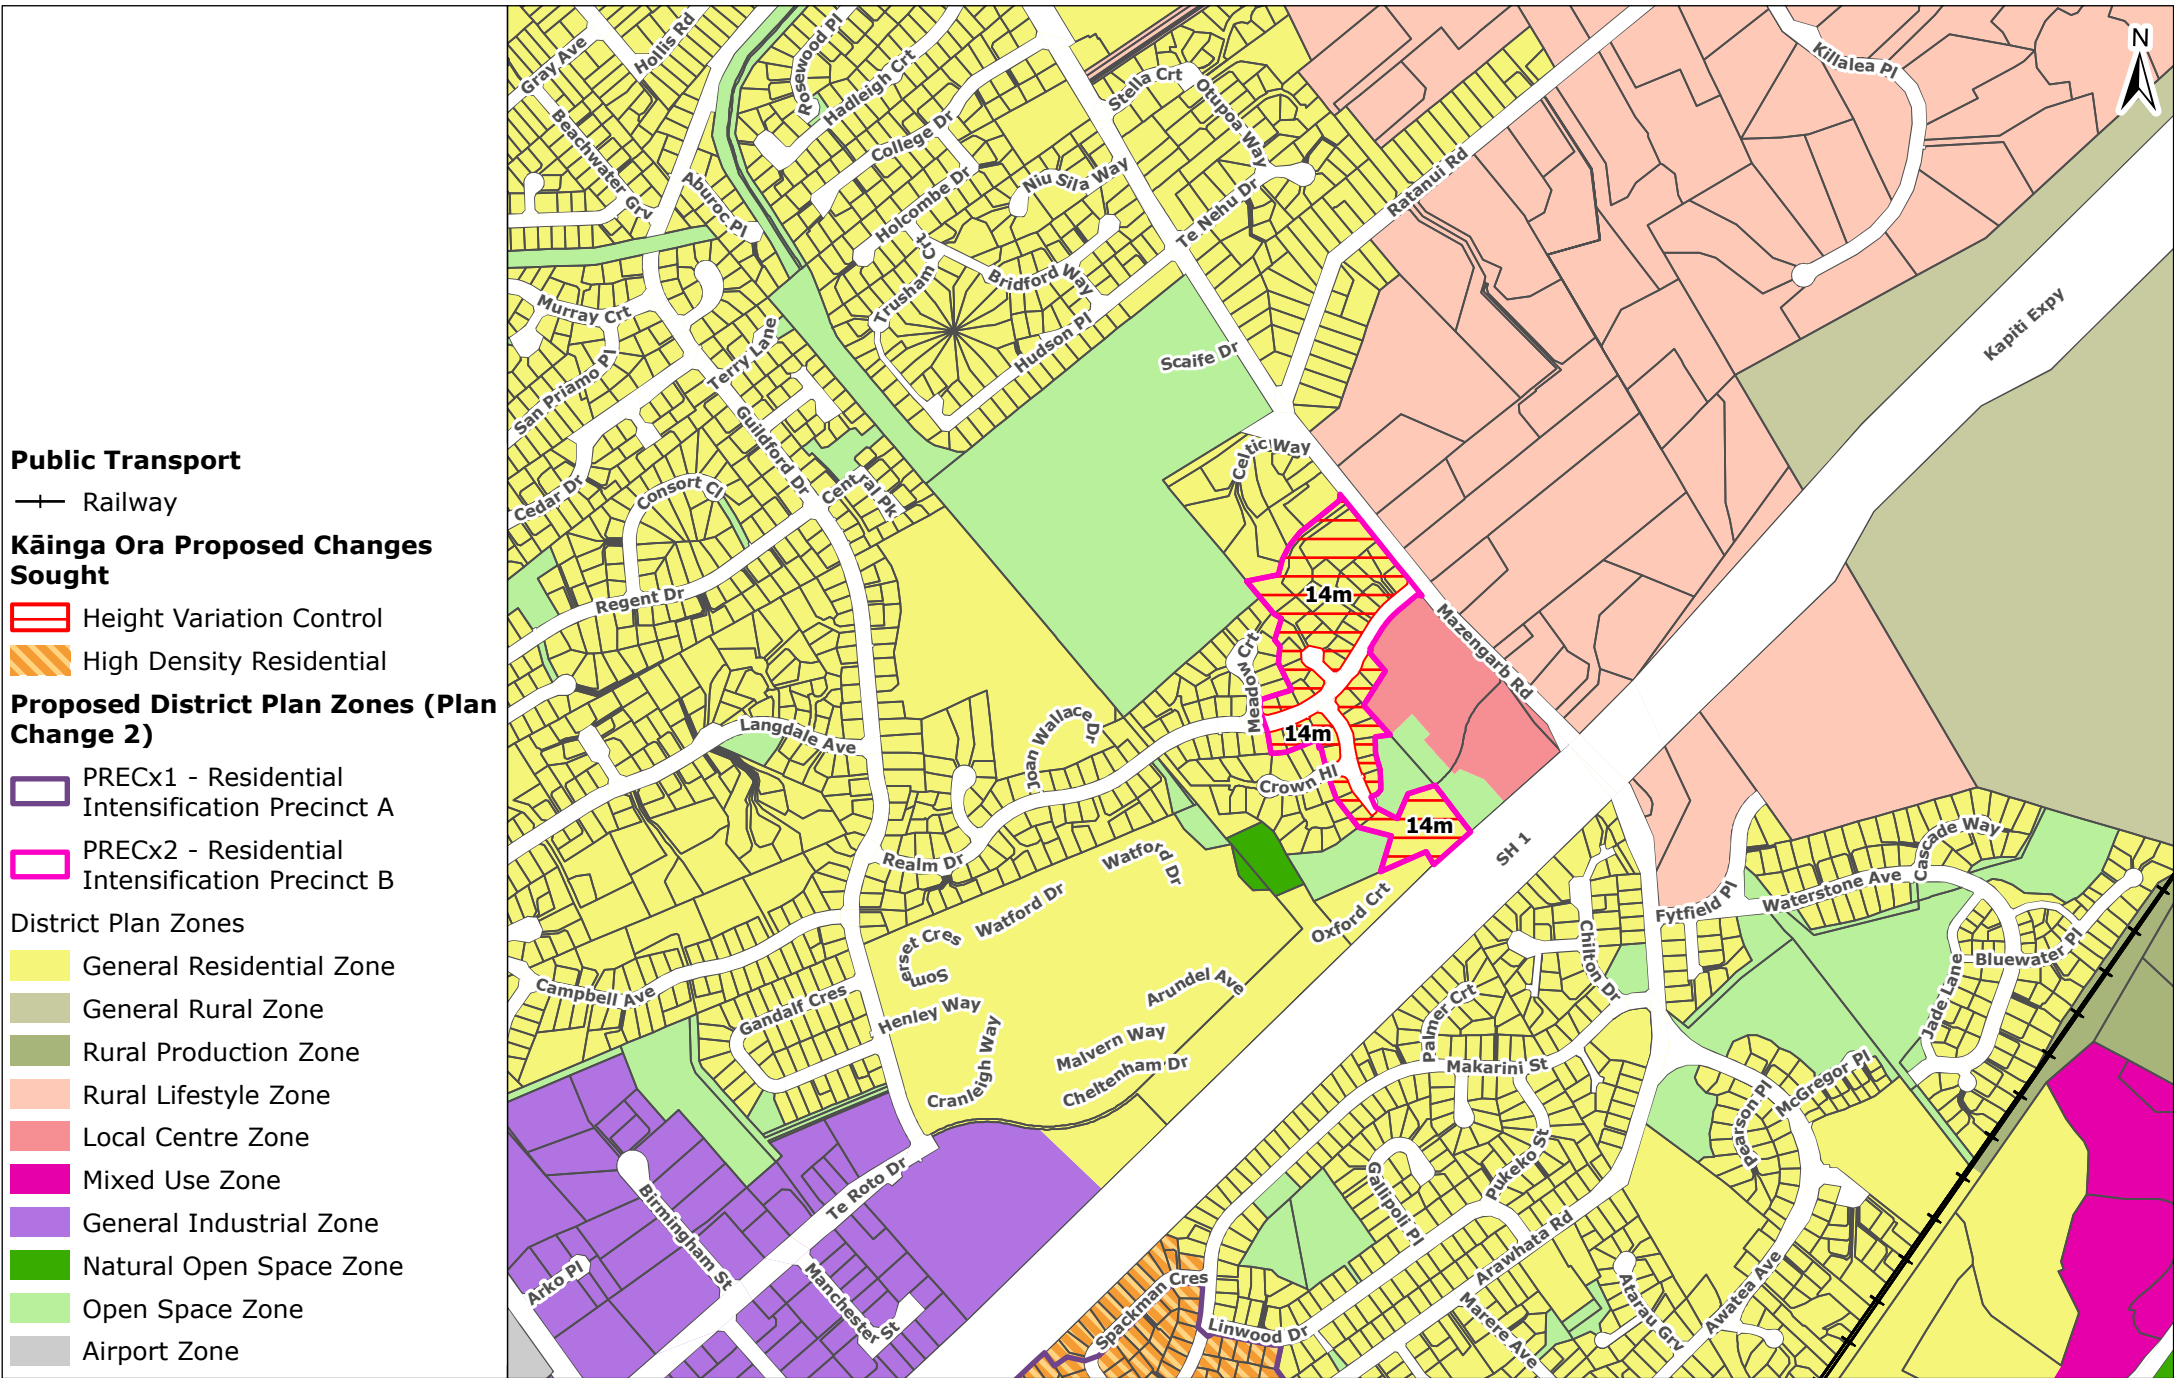 Public Transport
Railway
Kāinga Ora Proposed Changes
Sought
Height Variation Control
High Density Residential
Proposed District Plan Zones (Plan
Change 2)
PRECx1 - Residential
Intensification Precinct A
PRECx2 - Residential
Intensification Precinct B
District Plan Zones
General Residential Zone
General Rural Zone
Rural Production Zone
Rural Lifestyle Zone
Local Centre Zone
Mixed Use Zone
General Industrial Zone
Natural Open Space Zone
Open Space Zone
Airport Zone
N
Gray Ave
Hollis Rd
Rosewood Pl
Hadleigh Crt
Beachwater Grv
Aburoc Pl
College Dr
Holcombe Dr
Niu Sila Way
Stella Crt
Otupoa Way
Te Nehu Dr
Ratanui Rd
Killalea Pl
Kapiti Expy
Trusham Crt
Bridford Way
Hudson Pl
Scaife Dr
Murray Crt
San Priamo Pl
Terry Lane
Guildford Dr
Central Pk
Cedar Dr
Consort Cl
Regent Dr
Celtic Way
14m
Mazengarb Rd
Meadow Crt
14m
Crown Hl
14m
Langdale Ave
Joan Wallace Dr
Realm Dr
Watford Dr
Watford Dr
Oxford Crt
SH 1
Somerset Cres
Arundel Ave
Campbell Ave
Gandalf Cres
Henley Way
Cranleigh Way
Malvern Way
Cheltenham Dr
Te Roto Dr
Birmingham St
Manchester St
Arko Pl
Spackman Cres
Linwood Dr
Chilton Dr
Fytfield Pl
Waterstone Ave
Cascade Way
Bluewater Pl
Jade Lane
Palmer Crt
Makarini St
McGregor Pl
Pearson Pl
Gallipoli Pl
Pukeko St
Arawhata Rd
Marere Ave
Atarau Grv
Awatea Ave